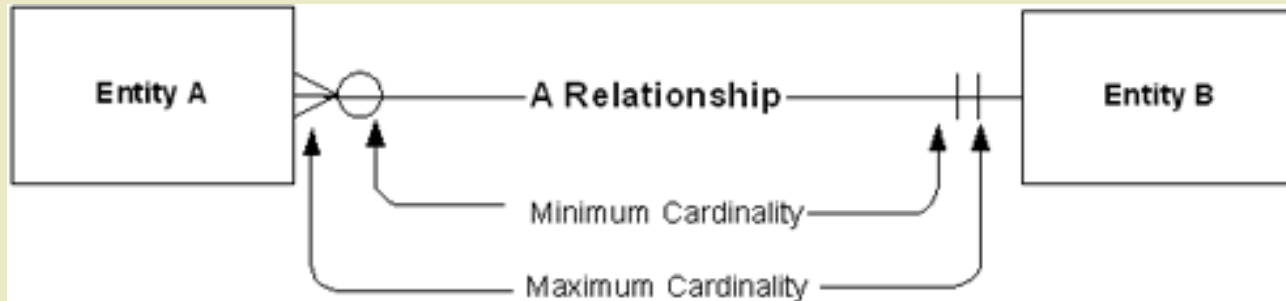 Entity A
A Relationship
Entity B
Minimum Cardinality
Maximum Cardinality